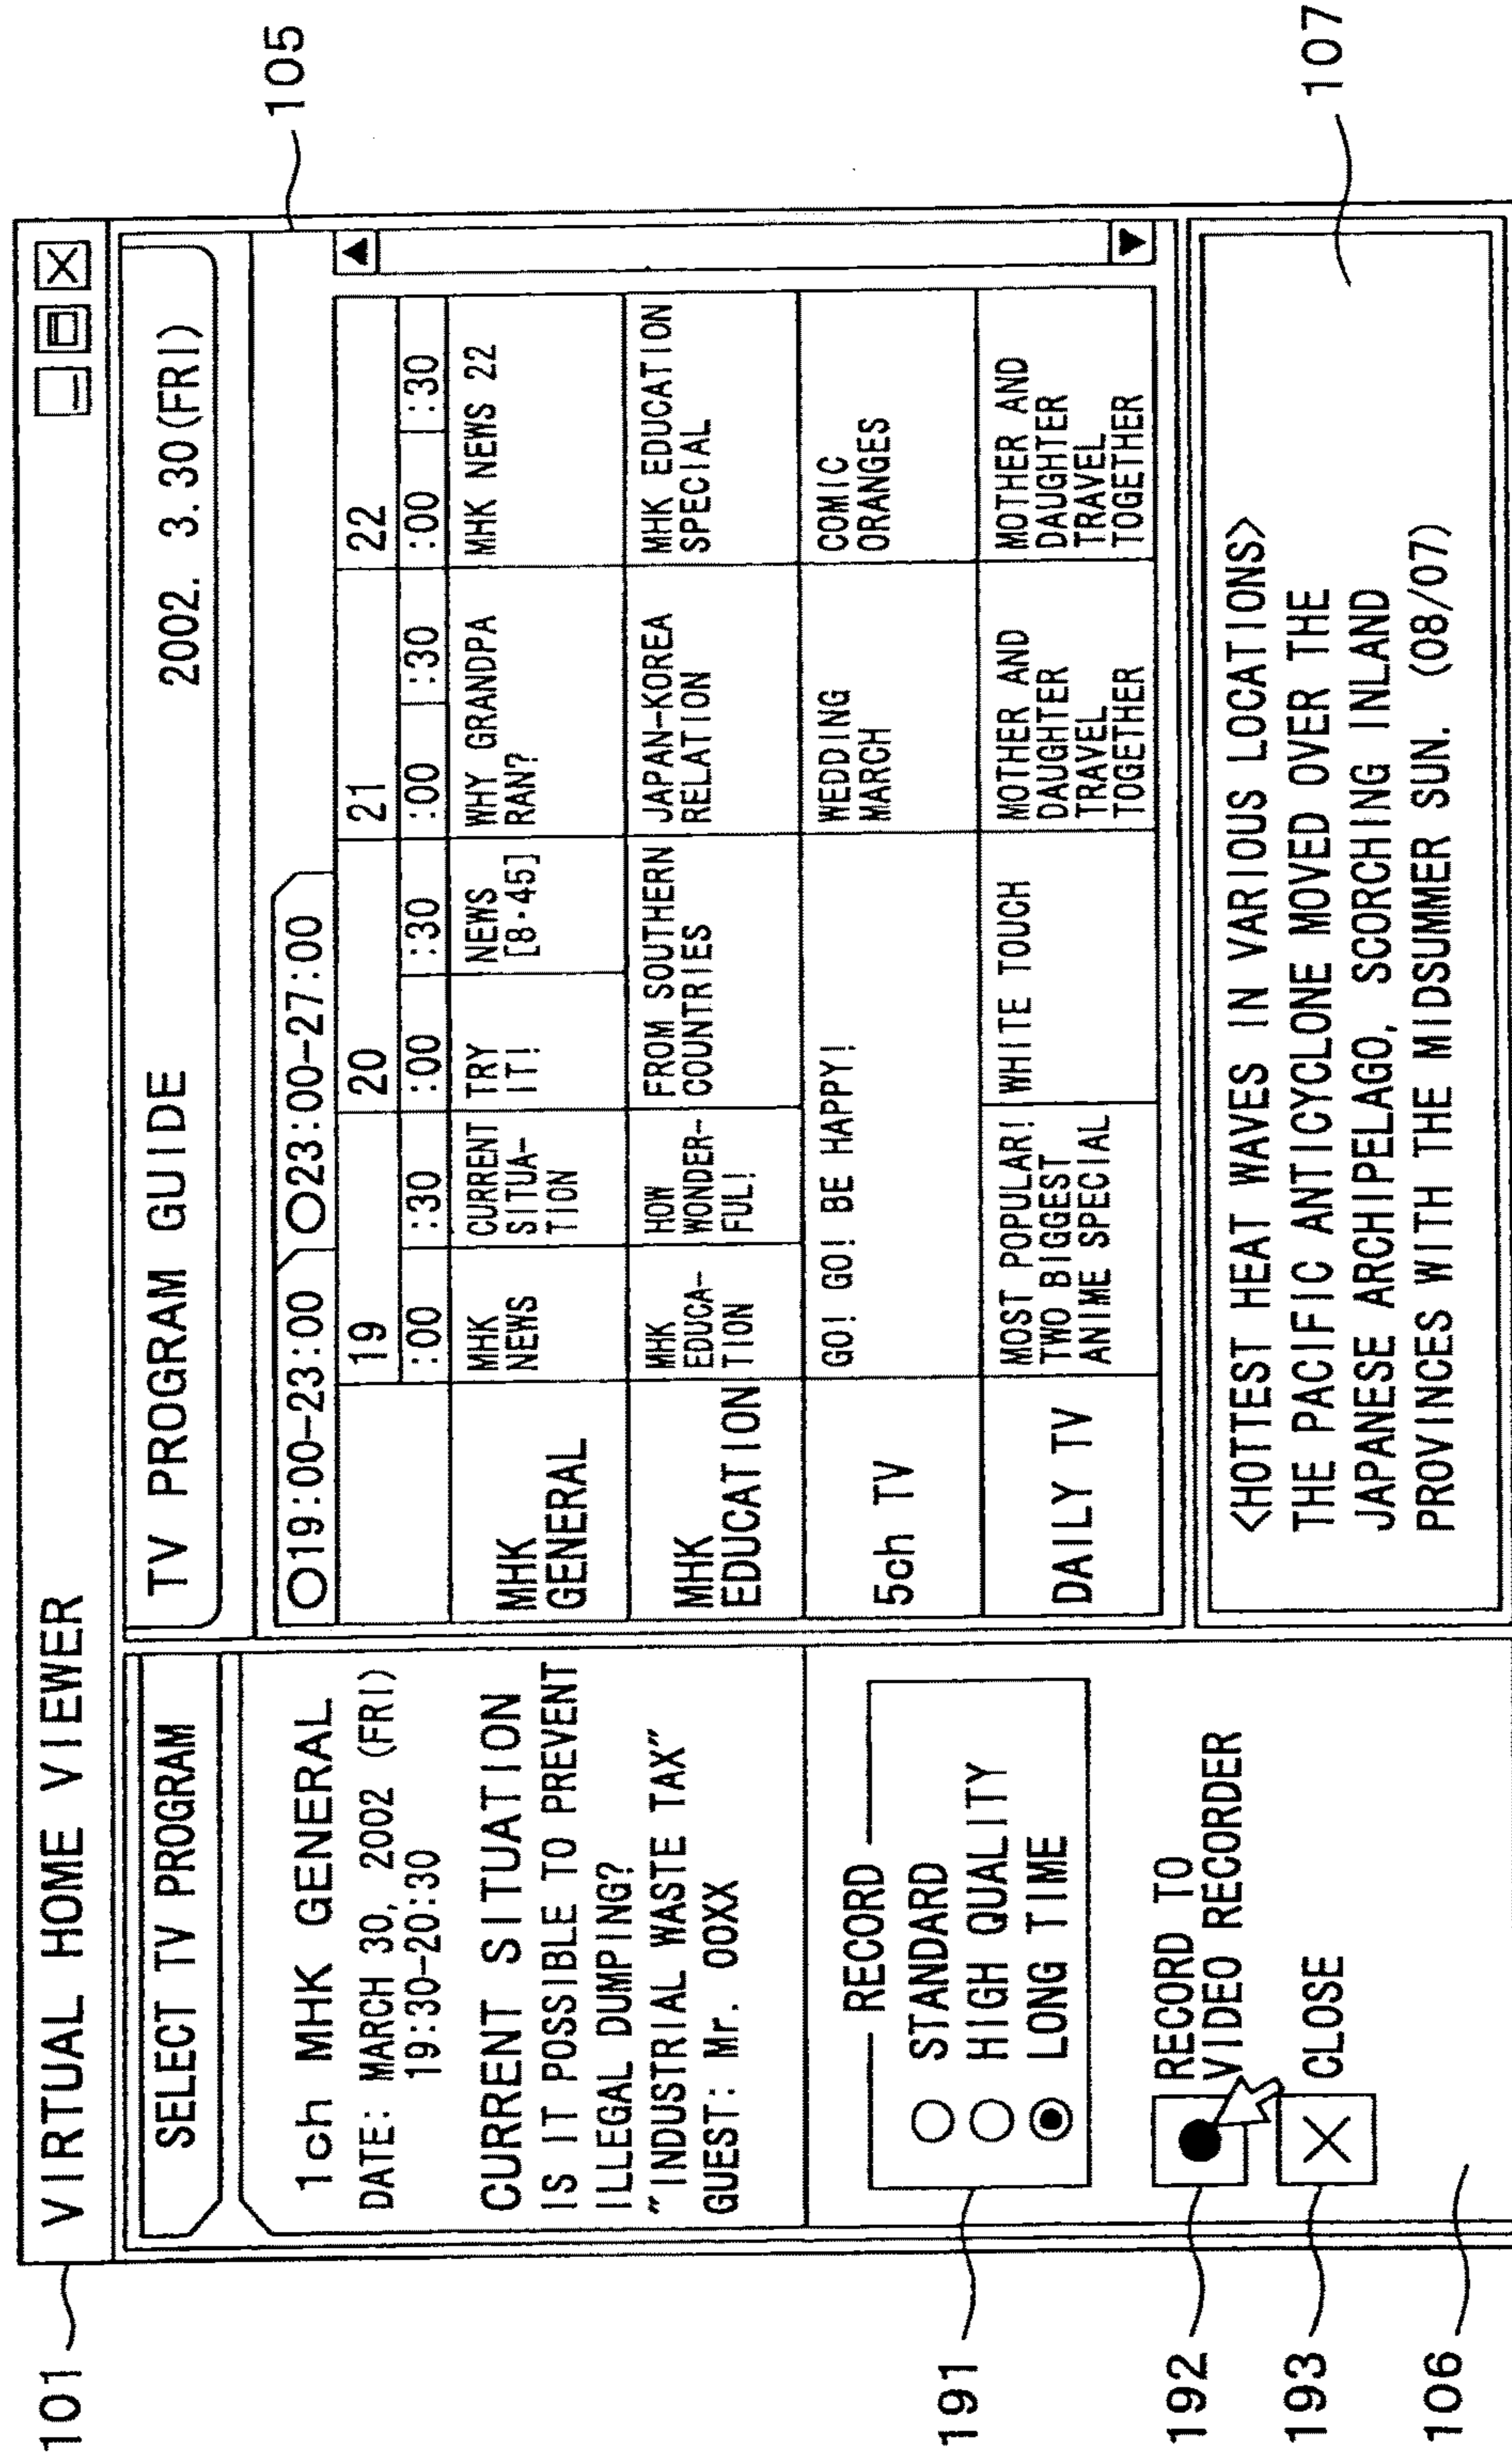 101
VIRTUAL HOME VIEWER
SELECT TV PROGRAM
1ch MHK GENERAL
DATE: MARCH 30, 2002 (FRI)
19:30-20:30
CURRENT SITUATION
IS IT POSSIBLE TO PREVENT
ILLEGAL DUMPING?
"INDUSTRIAL WASTE TAX"
GUEST: Mr. OOXX
RECORD
STANDARD
HIGH QUALITY
LONG TIME
191
RECORD TO
VIDEO RECORDER
192
CLOSE
193
106
TV PROGRAM GUIDE 2002. 3. 30(FRI)
105
19:00-23:00 23:00-27:00
19 20 21 22
:00 :30 :00 :30 :00 :30 :00 :30
MHK
GENERAL
MHK
NEWS
CURRENT
SITUA-
TION
TRY
IT!
NEWS
[8·45]
WHY GRANDPA
RAN?
MHK NEWS 22
MHK
EDUCATION
MHK
EDUCA-
TION
HOW
WONDER-
FUL!
FROM SOUTHERN
COUNTRIES
JAPAN-KOREA
RELATION
MHK EDUCATION
SPECIAL
5ch TV
GO! GO! BE HAPPY!
WEDDING
MARCH
COMIC
ORANGES
DAILY TV
MOST POPULAR!
TWO BIGGEST
ANIME SPECIAL
WHITE TOUCH
MOTHER AND
DAUGHTER
TRAVEL
TOGETHER
MOTHER AND
DAUGHTER
TRAVEL
TOGETHER
<HOTTEST HEAT WAVES IN VARIOUS LOCATIONS>
THE PACIFIC ANTICYCLONE MOVED OVER THE
JAPANESE ARCHIPELAGO, SCORCHING INLAND
PROVINCES WITH THE MIDSUMMER SUN. (08/07)
107